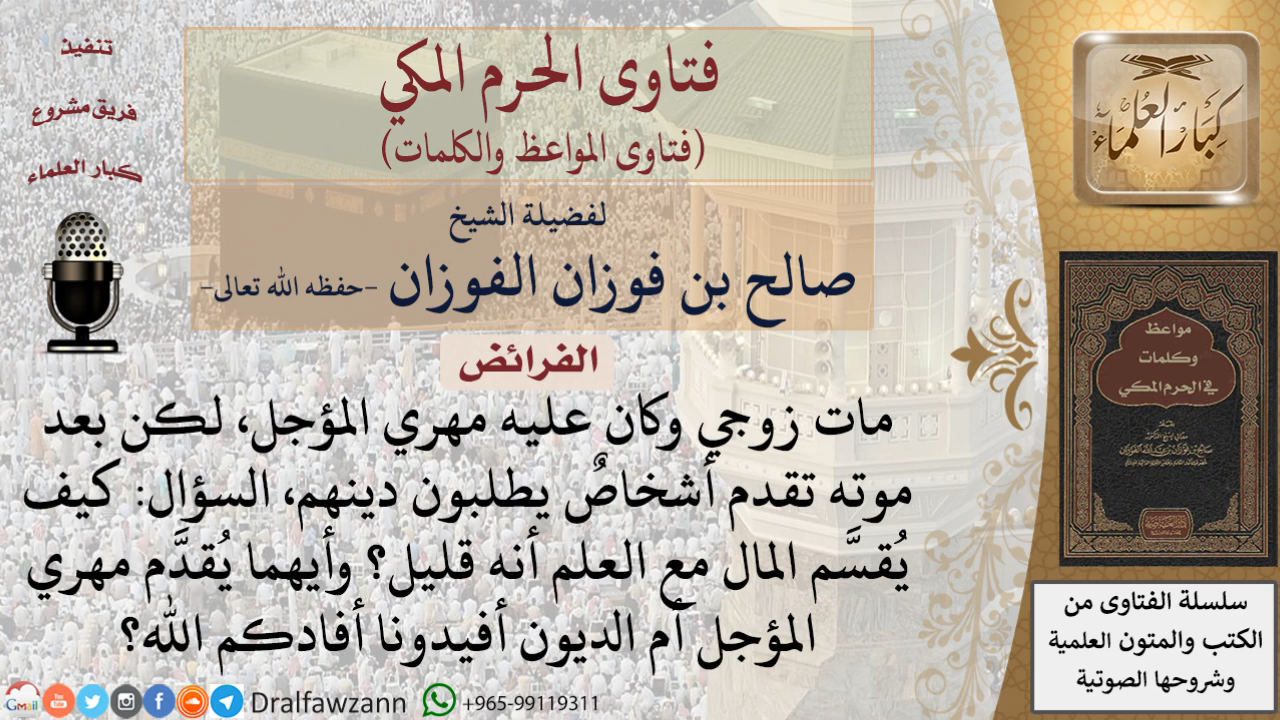 تنفيذ
فريق مشروع
كبار العلماء
فتاوى الحرم المكي
(فتاوى المواعظ والكلمات)
لفضيلة الشيخ
صالح بن فوزان الفوزان -حفظه الله تعالى-
الفرائض
مات زوجي وكان عليه مهري المؤجل، لكن بعد
موته تقدم أشخاصٌ يطلبون دينهم، السؤال: كيف
يُقسَّم المال مع العلم أنه قليل؟ وأيهما يُقدَّم مهري
المؤجل أم الديون أفيدونا أفادكم الله؟
كبار العلماء
مواعظ
وكلمات
في الحرم المكي
سلسلة الفتاوى من
الكتب والمتون العلمية
وشروحها الصوتية
Gmail
You Tube
Dralfawzann
+965-99119311